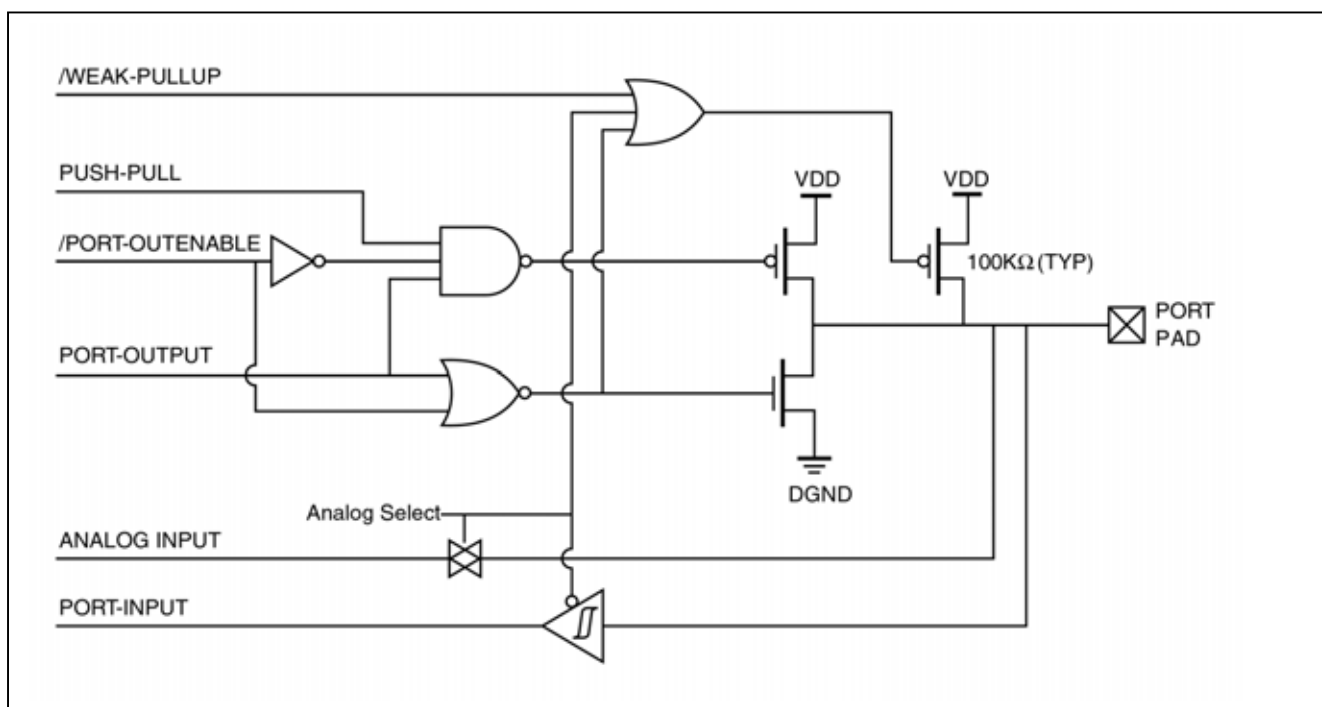 /WEAK-PULLUP
PUSH-PULL
VDD
VDD
/PORT-OUTENABLE
100KΩ (TYP)
PORT
PAD
PORT-OUTPUT
DGND
Analog Select
ANALOG INPUT
PORT-INPUT